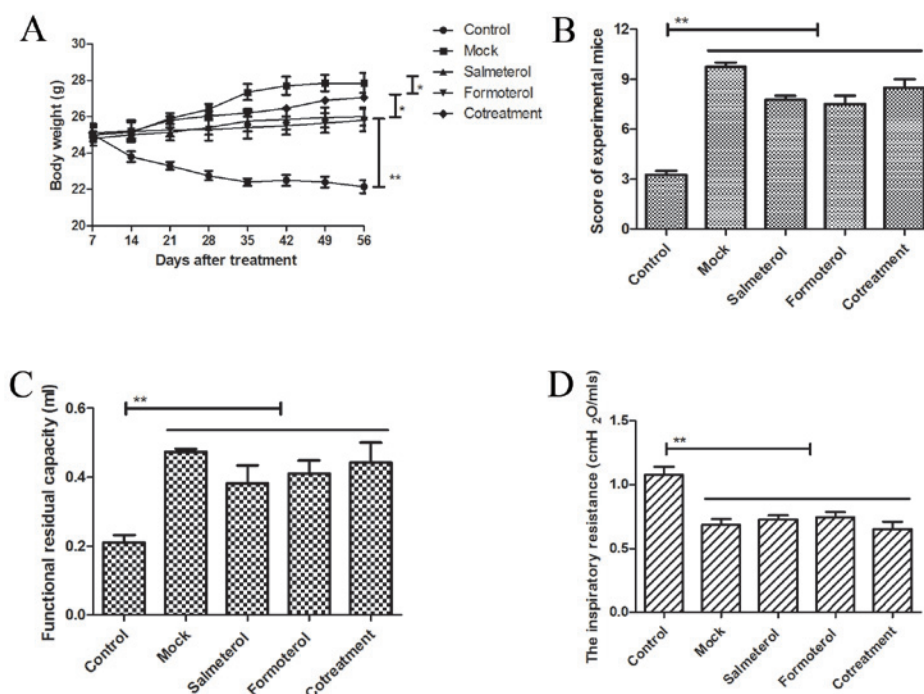 A
Body weight (g)
30
28
26
24
22
20
7 14 21 28 35 42 49 56
Days after treatment
Control
Mock
Salmeterol
Formoterol
Cotreatment
*
*
**
B
Score of experimental mice
12
9
6
3
0
**
Control Mock Salmeterol Formoterol Cotreatment
C
Functional residual capacity (ml)
0.6
0.4
0.2
0.0
**
Control Mock Salmeterol Formoterol Cotreatment
D
The inspiratory resistance (cmH 2O/mls)
1.5
1.0
0.5
0.0
**
Control Mock Salmeterol Formoterol Cotreatment